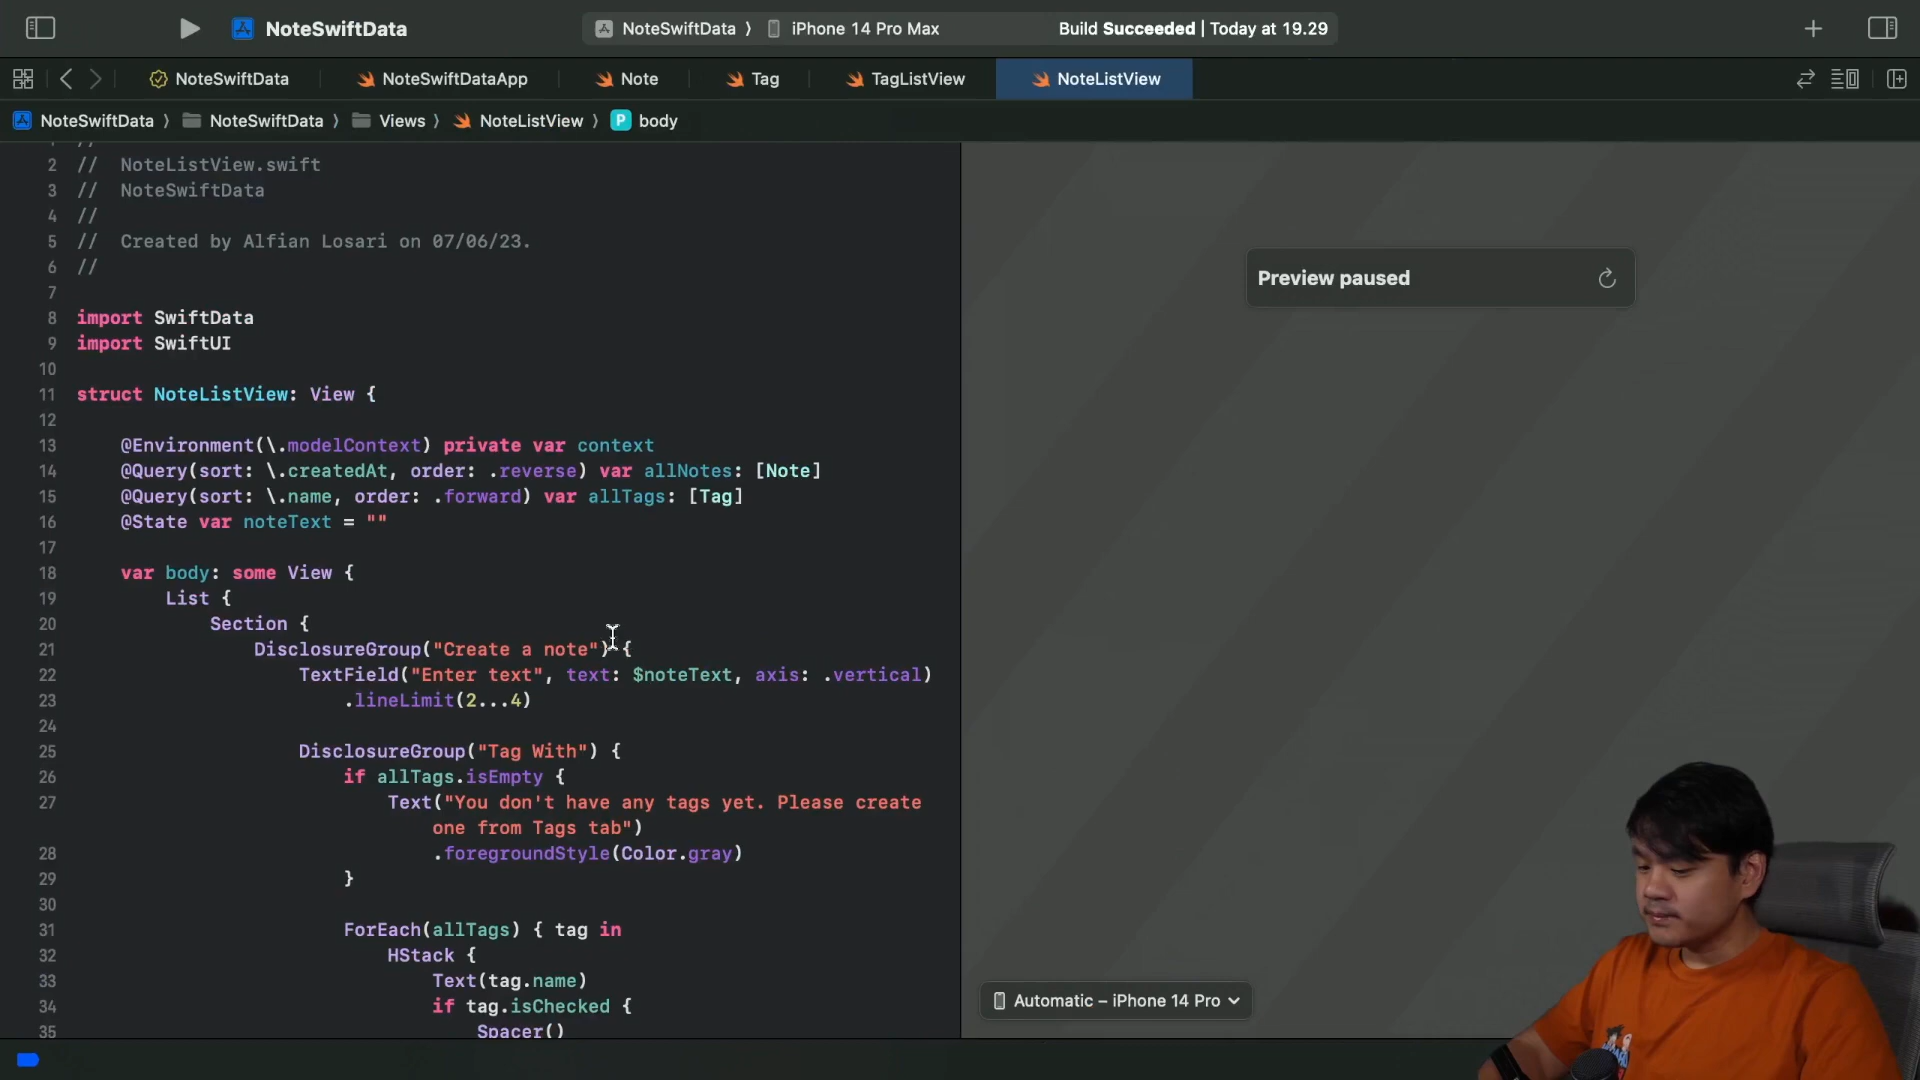 NoteSwiftData
NoteSwiftData 〉 iPhone 14 Pro Max
Build Succeeded | Today at 19.29
NoteSwiftData
NoteSwiftDataApp
Note
Tag
TagListView
NoteListView
NoteSwiftData 〉 NoteSwiftData 〉 Views 〉 NoteListView 〉 P body
2 //  NoteListView.swift
3 //  NoteSwiftData
4 //
5 //  Created by Alfian Losari on 07/06/23.
6 //
7
8 import SwiftData
9 import SwiftUI
10
11 struct NoteListView: View {
12
13     @Environment(\.modelContext) private var context
14     @Query(sort: \.createdAt, order: .reverse) var allNotes: [Note]
15     @Query(sort: \.name, order: .forward) var allTags: [Tag]
16     @State var noteText = ""
17
18     var body: some View {
19         List {
20             Section {
21                 DisclosureGroup("Create a note") {
22                     TextField("Enter text", text: $noteText, axis: .vertical)
23                         .lineLimit(2...4)
24
25                     DisclosureGroup("Tag With") {
26                         if allTags.isEmpty {
27                             Text("You don't have any tags yet. Please create
one from Tags tab")
28                                 .foregroundStyle(Color.gray)
29                         }
30
31                         ForEach(allTags) { tag in
32                             HStack {
33                                 Text(tag.name)
34                                 if tag.isChecked {
35                                     Spacer()
Preview paused
Automatic – iPhone 14 Pro